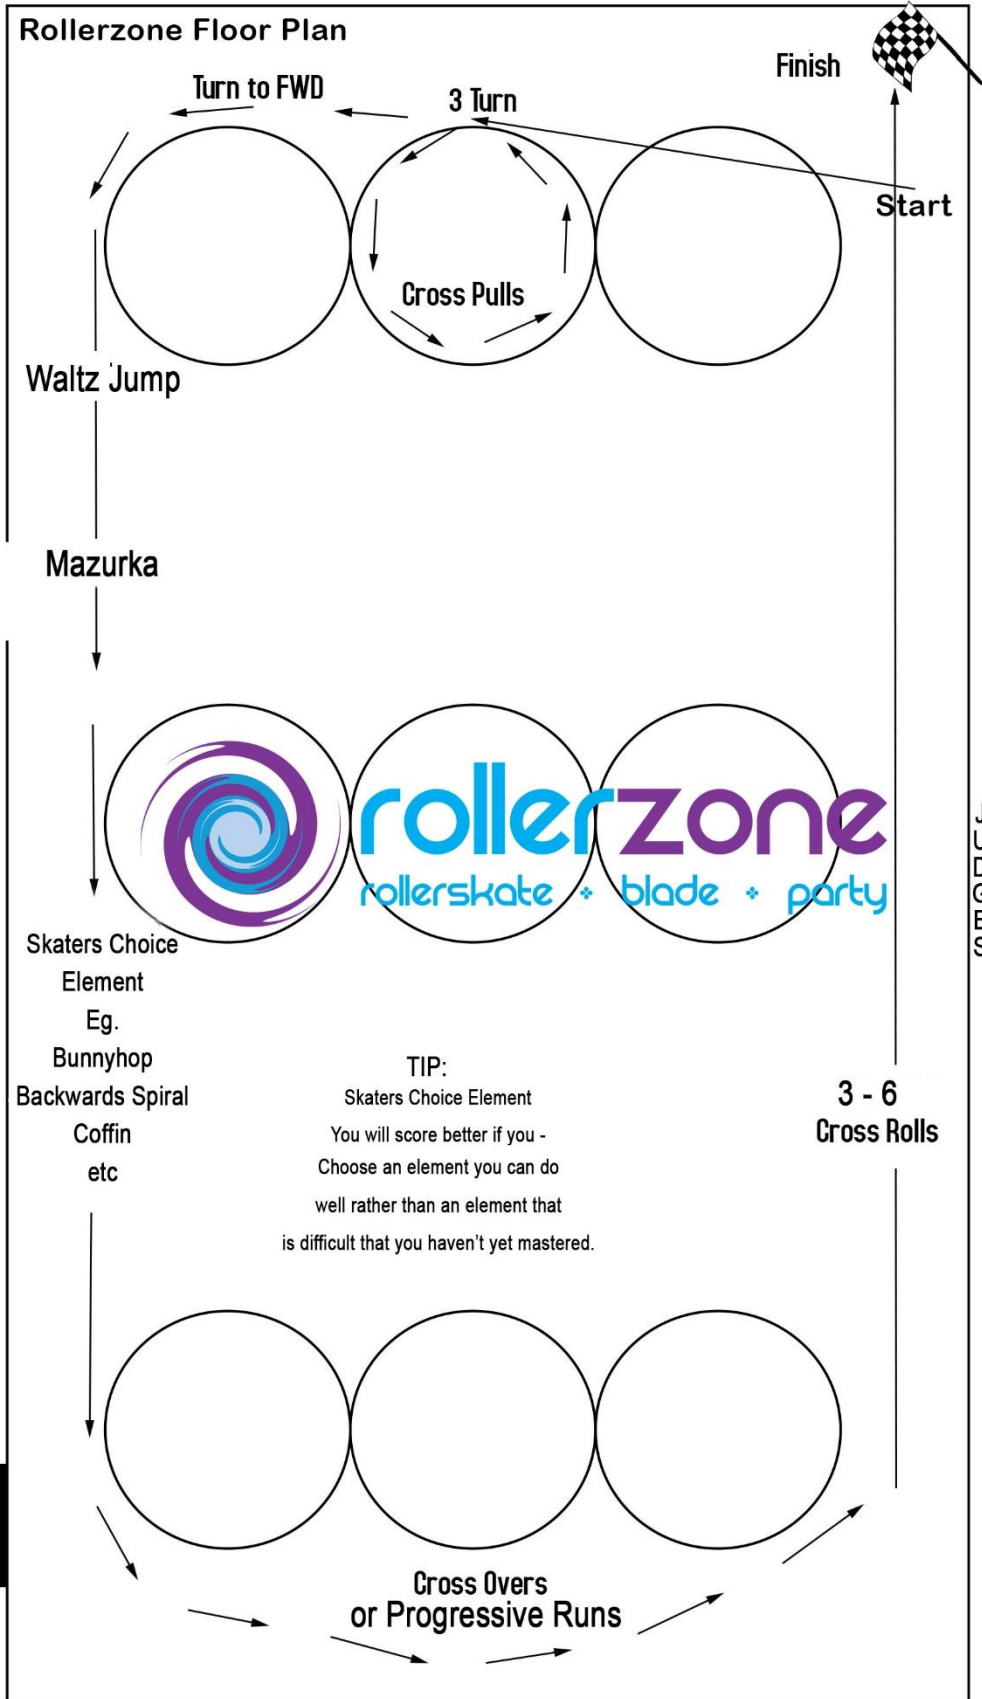 Rollerzone Floor Plan
Finish
Turn to FWD
3 Turn
Start
Cross Pulls
Waltz Jump
Mazurka
rollerzone
rollerskate blade party
JUDGES
Skaters Choice
Element
Eg.
Bunnyhop
Backwards Spiral
Coffin
etc
TIP:
Skaters Choice Element
You will score better if you -
Choose an element you can do
well rather than an element that
is difficult that you haven't yet mastered.
3 - 6
Cross Rolls
Cross Overs
or Progressive Runs